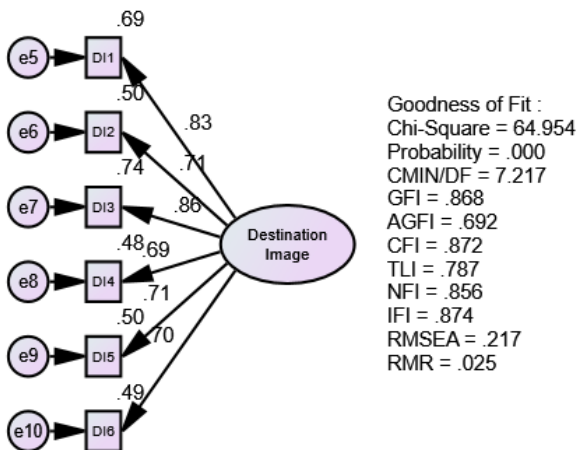 .69
e5 DI1
.50
.83
e6 DI2
.74
.71
e7 DI3
.86
Destination
Image
.48
.69
e8 DI4
.71
.50
e9 DI5
.70
.49
e10 DI6
Goodness of Fit :
Chi-Square = 64.954
Probability = .000
CMIN/DF = 7.217
GFI = .868
AGFI = .692
CFI = .872
TLI = .787
NFI = .856
IFI = .874
RMSEA = .217
RMR = .025